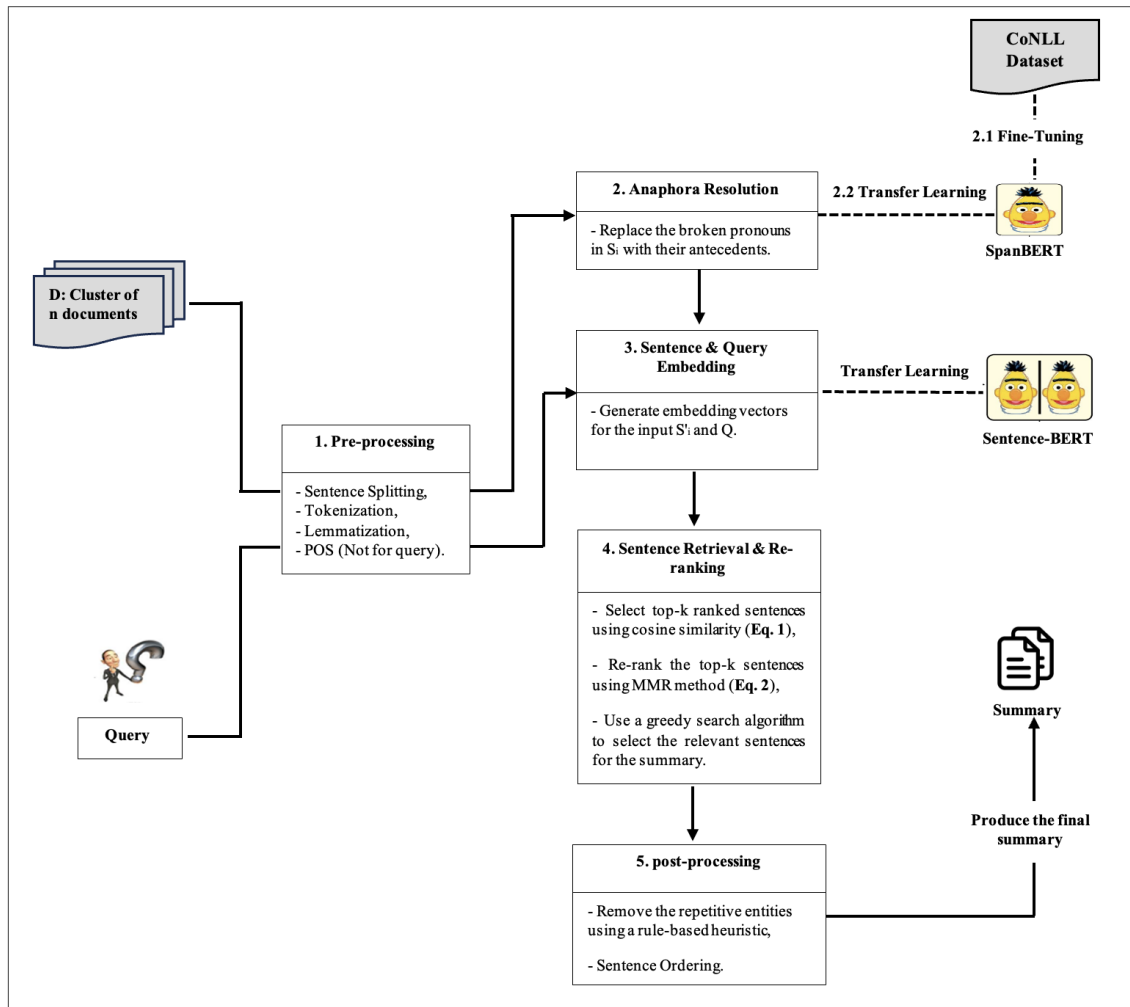 CoNLL
Dataset
2.1 Fine-Tuning
2. Anaphora Resolution
- Replace the broken pronouns
in Sᵢ with their antecedents.
2.2 Transfer Learning
SpanBERT
D: Cluster of
n documents
3. Sentence & Query
Embedding
- Generate embedding vectors
for the input S'ᵢ and Q.
Transfer Learning
Sentence-BERT
1. Pre-processing
- Sentence Splitting,
- Tokenization,
- Lemmatization,
- POS (Not for query).
Query
4. Sentence Retrieval & Re-
ranking
- Select top-k ranked sentences
using cosine similarity (Eq. 1),
- Re-rank the top-k sentences
using MMR method (Eq. 2),
- Use a greedy search algorithm
to select the relevant sentences
for the summary.
Summary
Produce the final
summary
5. post-processing
- Remove the repetitive entities
using a rule-based heuristic,
- Sentence Ordering.